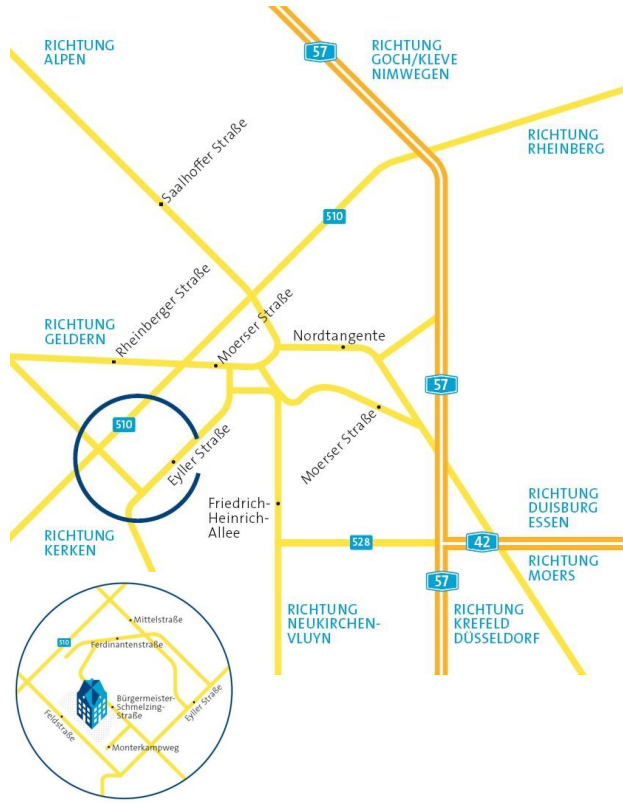 57
RICHTUNG
ALPEN
RICHTUNG
GOCH/KLEVE
NIMWEGEN
RICHTUNG
RHEINBERG
Saalhoffer Straße
510
Rheinberger Straße
Moerser Straße
RICHTUNG
GELDERN
Nordtangente
57
510
Eyller Straße
Moerser Straße
Friedrich-
Heinrich-
Allee
RICHTUNG
DUISBURG
ESSEN
RICHTUNG
KERKEN
528
42
RICHTUNG
MOERS
57
RICHTUNG
NEUKIRCHEN-
VLUYN
RICHTUNG
KREFELD
DÜSSELDORF
Mittelstraße
510
Ferdinantenstraße
Bürgermeister-
Schmelzing-
Straße
Eyller Straße
Feldstraße
Monterkampweg